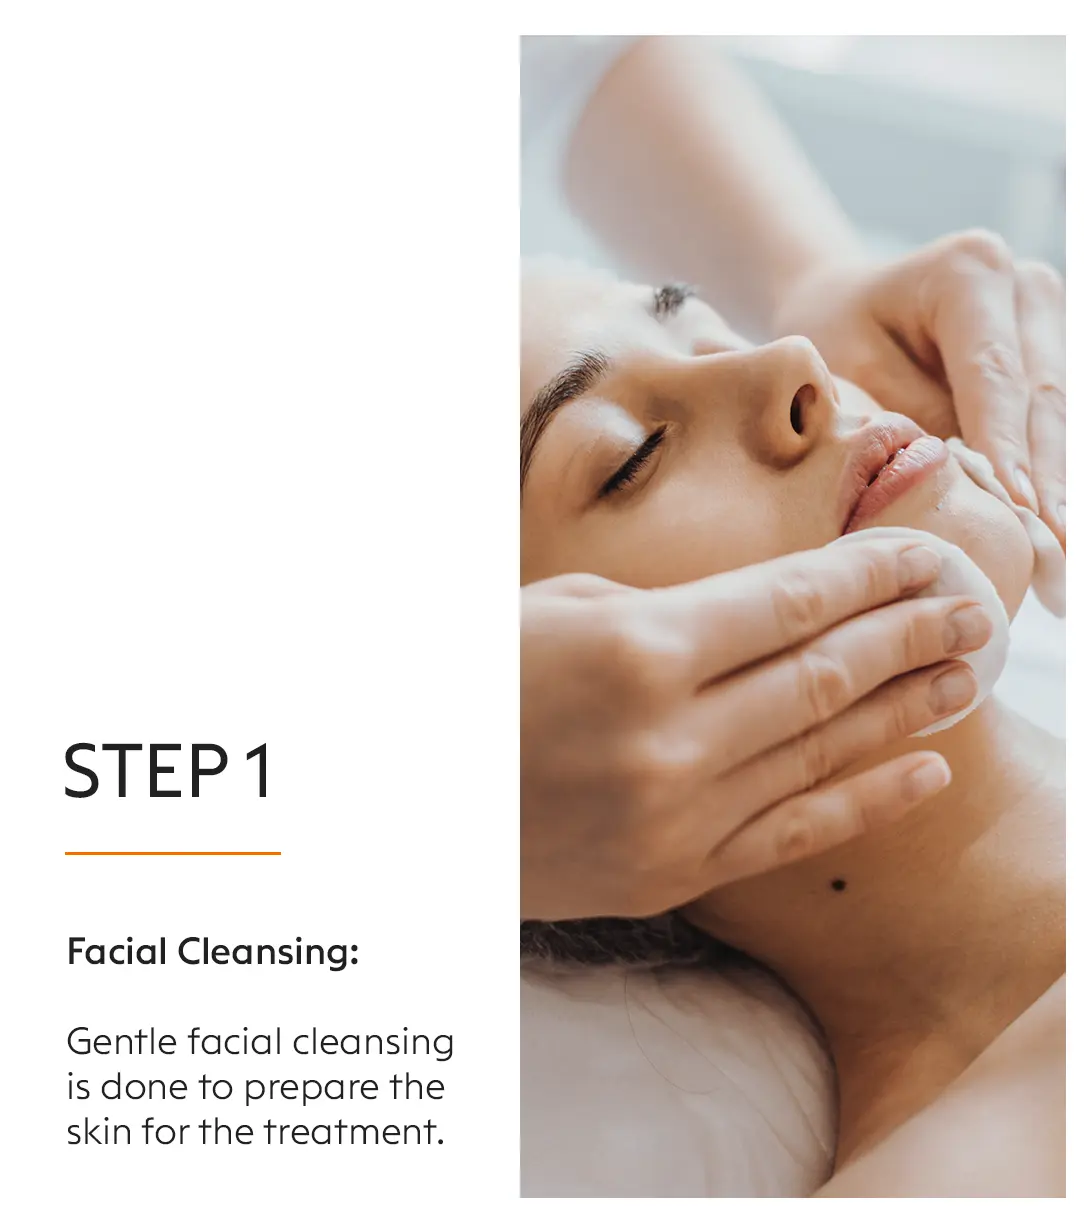 STEP 1
Facial Cleansing:
Gentle facial cleansing
is done to prepare the
skin for the treatment.